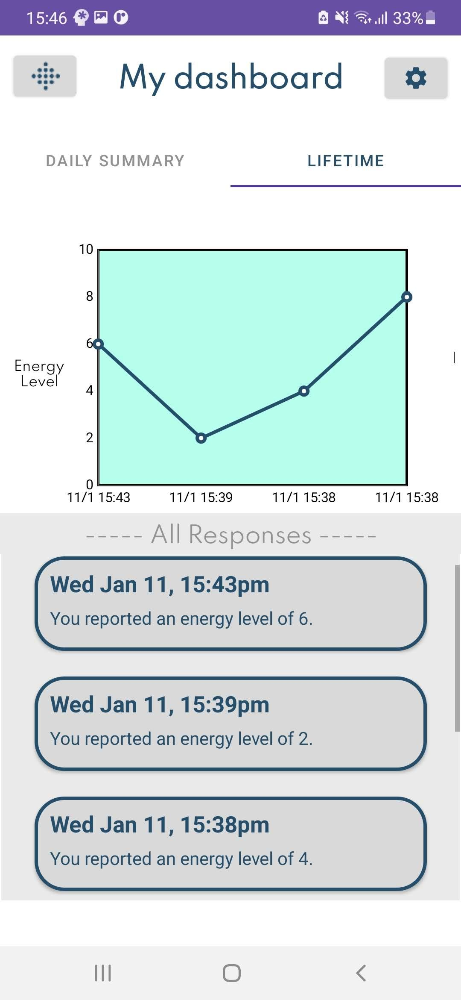 15:46 33%
My dashboard
DAILY SUMMARY LIFETIME
10
8
6
Energy
Level
4
2
0
11/1 15:43 11/1 15:39 11/1 15:38 11/1 15:38
----- All Responses -----
Wed Jan 11, 15:43pm
You reported an energy level of 6.
Wed Jan 11, 15:39pm
You reported an energy level of 2.
Wed Jan 11, 15:38pm
You reported an energy level of 4.